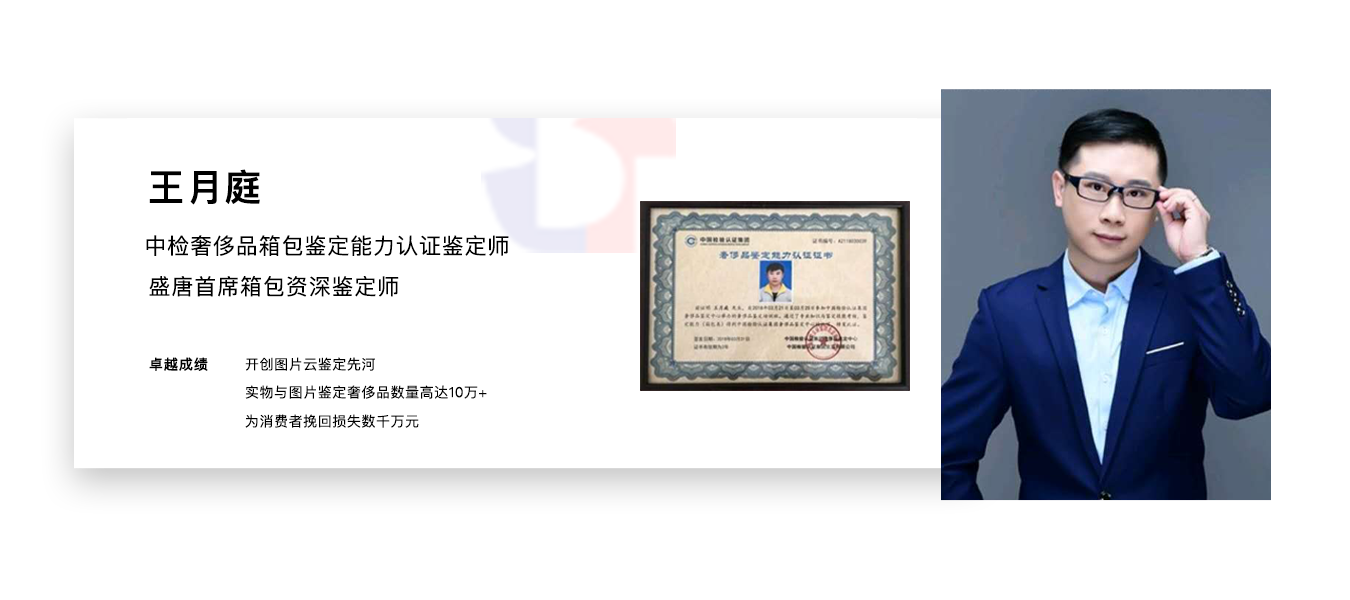 王月庭
中检奢侈品箱包鉴定能力认证鉴定师
盛唐首席箱包资深鉴定师
卓越成绩
开创图片云鉴定先河
实物与图片鉴定奢侈品数量高达10万+
为消费者挽回损失数千万元
中国检验认证集团
证书编号：
奢侈品鉴定能力认证证书